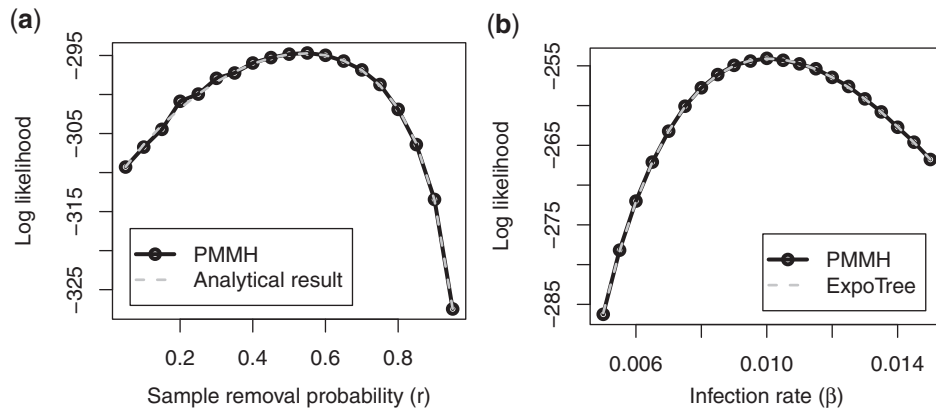 (a)
Log likelihood
−295
−305
−315
−325
PMMH
Analytical result
0.2 0.4 0.6 0.8
Sample removal probability (r)
(b)
Log likelihood
−255
−265
−275
−285
PMMH
ExpoTree
0.006 0.010 0.014
Infection rate (β)